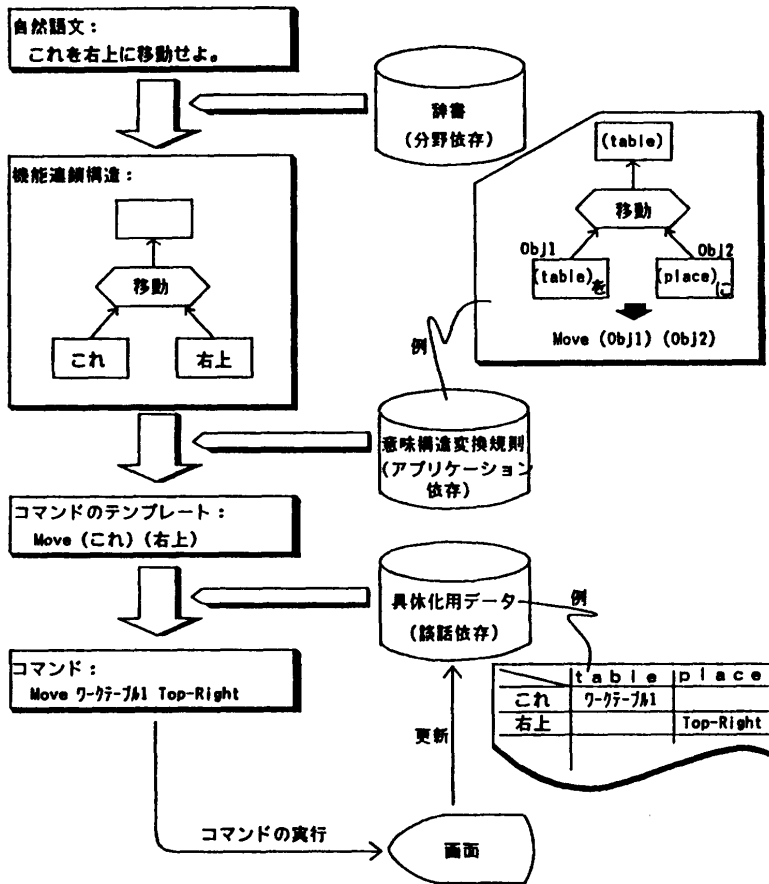 自然語文：
これを右上に移動せよ。
辞書
(分野依存)
機能連鎖構造：
移動
これ
右上
(table)
移動
Obj1
Obj2
(table)を
(place)に
Move (Obj1) (Obj2)
例
意味構造変換規則
(アプリケーション
依存)
コマンドのテンプレート：
Move (これ) (右上)
具体化用データ
(談話依存)
例
コマンド：
Move ﾜｰｸﾃｰﾌﾞﾙ1 Top-Right
table place
これ ﾜｰｸﾃｰﾌﾞﾙ1
右上 Top-Right
更新
コマンドの実行
画面